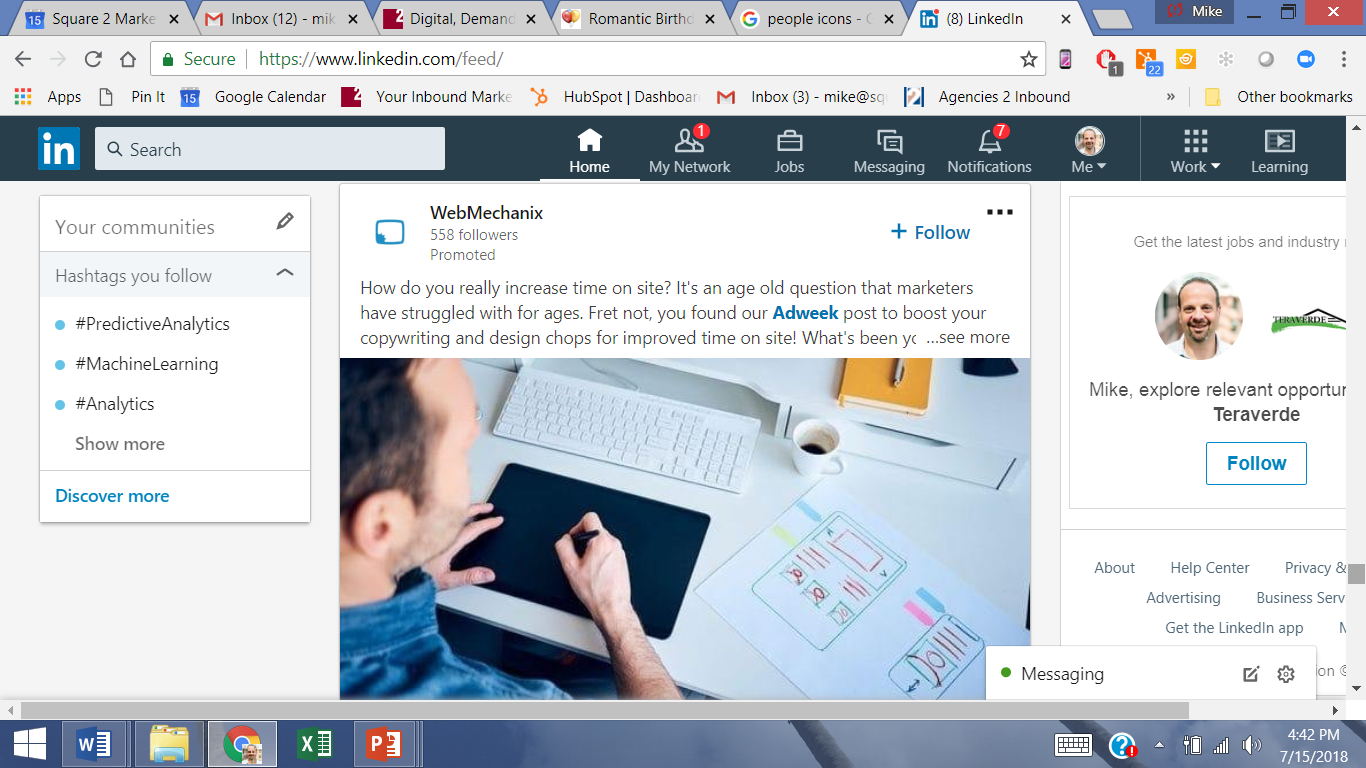 Square 2 Marke
Inbox (12) - mik
Digital, Demand
Romantic Birthd
people icons - G
(8) LinkedIn
Mike
Secure
https://www.linkedin.com/feed/
1
22
Apps
Pin It
15
Google Calendar
Your Inbound Marke
HubSpot | Dashboar
Inbox (3) - mike@sq
Agencies 2 Inbound
»
Other bookmarks
in
Search
Home
1
My Network
Jobs
Messaging
7
Notifications
Me
Work
Learning
Your communities
Hashtags you follow
#PredictiveAnalytics
#MachineLearning
#Analytics
Show more
Discover more
WebMechanix
558 followers
Promoted
+ Follow
How do you really increase time on site? It's an age old question that marketers
have struggled with for ages. Fret not, you found our Adweek post to boost your
copywriting and design chops for improved time on site! What's been yo ...see more
Get the latest jobs and industry
TERAVERDE
Mike, explore relevant opportun
Teraverde
Follow
About Help Center Privacy &
Advertising Business Serv
Get the LinkedIn app
Messaging
4:42 PM
7/15/2018